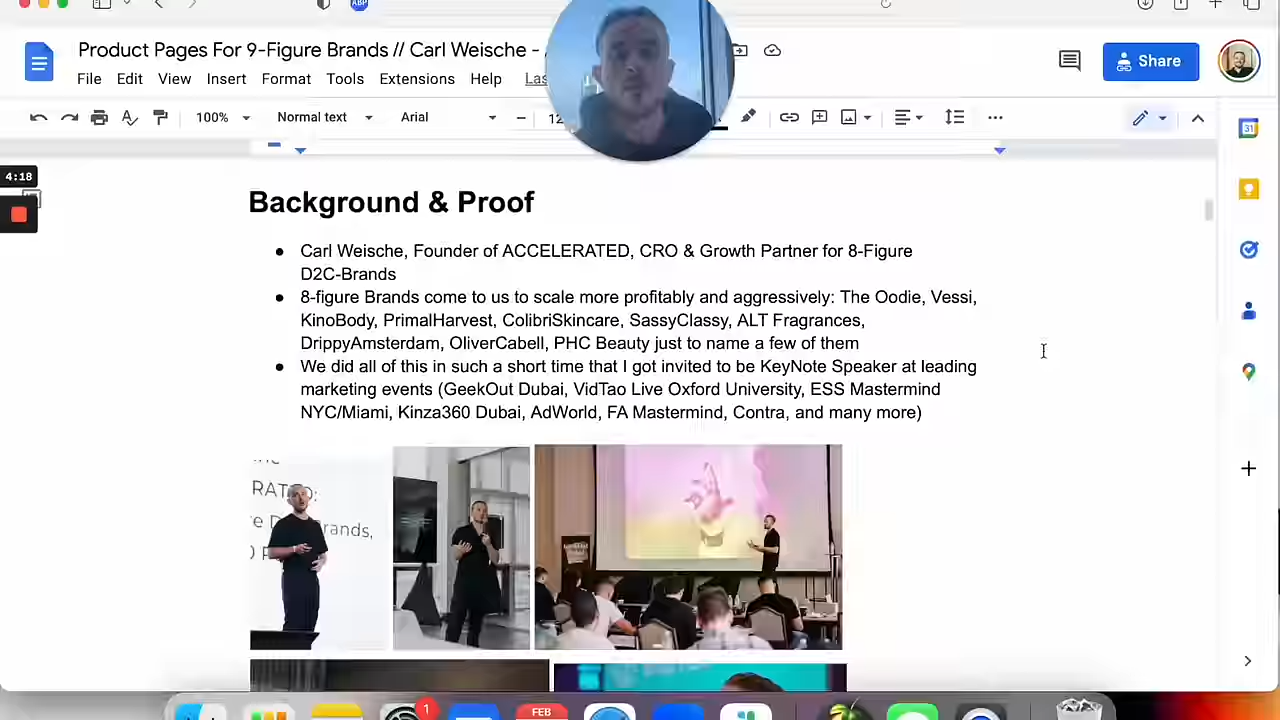 ABP
Product Pages For 9-Figure Brands // Carl Weische -
File Edit View Insert Format Tools Extensions Help
Share
100% Normal text Arial
4:18
31
Background & Proof
● Carl Weische, Founder of ACCELERATED, CRO & Growth Partner for 8-Figure
D2C-Brands
● 8-figure Brands come to us to scale more profitably and aggressively: The Oodie, Vessi,
KinoBody, PrimalHarvest, ColibriSkincare, SassyClassy, ALT Fragrances,
DrippyAmsterdam, OliverCabell, PHC Beauty just to name a few of them
● We did all of this in such a short time that I got invited to be KeyNote Speaker at leading
marketing events (GeekOut Dubai, VidTao Live Oxford University, ESS Mastermind
NYC/Miami, Kinza360 Dubai, AdWorld, FA Mastermind, Contra, and many more)
1
FEB